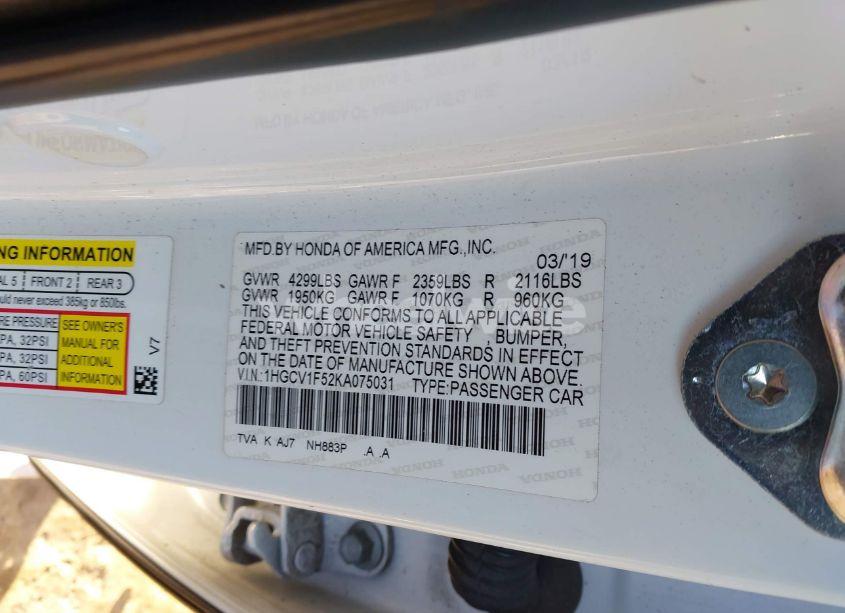 MFD.BY HONDA OF AMERICA MFG.,INC.
03/'19
GVWR 4299LBS GAWR F 2359LBS R 2116LBS
GVWR 1950KG GAWR F 1070KG R 960KG
THIS VEHICLE CONFORMS TO ALL APPLICABLE
FEDERAL MOTOR VEHICLE SAFETY , BUMPER,
AND THEFT PREVENTION STANDARDS IN EFFECT
ON THE DATE OF MANUFACTURE SHOWN ABOVE.
V.I.N.:1HGCV1F52KA075031 TYPE:PASSENGER CAR
TVA K AJ7 NH883P .A .A
NG INFORMATION
AL 5 FRONT 2 REAR 3
ould never exceed 385kg or 850lbs.
RE PRESSURE
PA, 32PSI
PA, 32PSI
PA, 60PSI
SEE OWNER'S
MANUAL FOR
ADDITIONAL
INFORMATION
V7